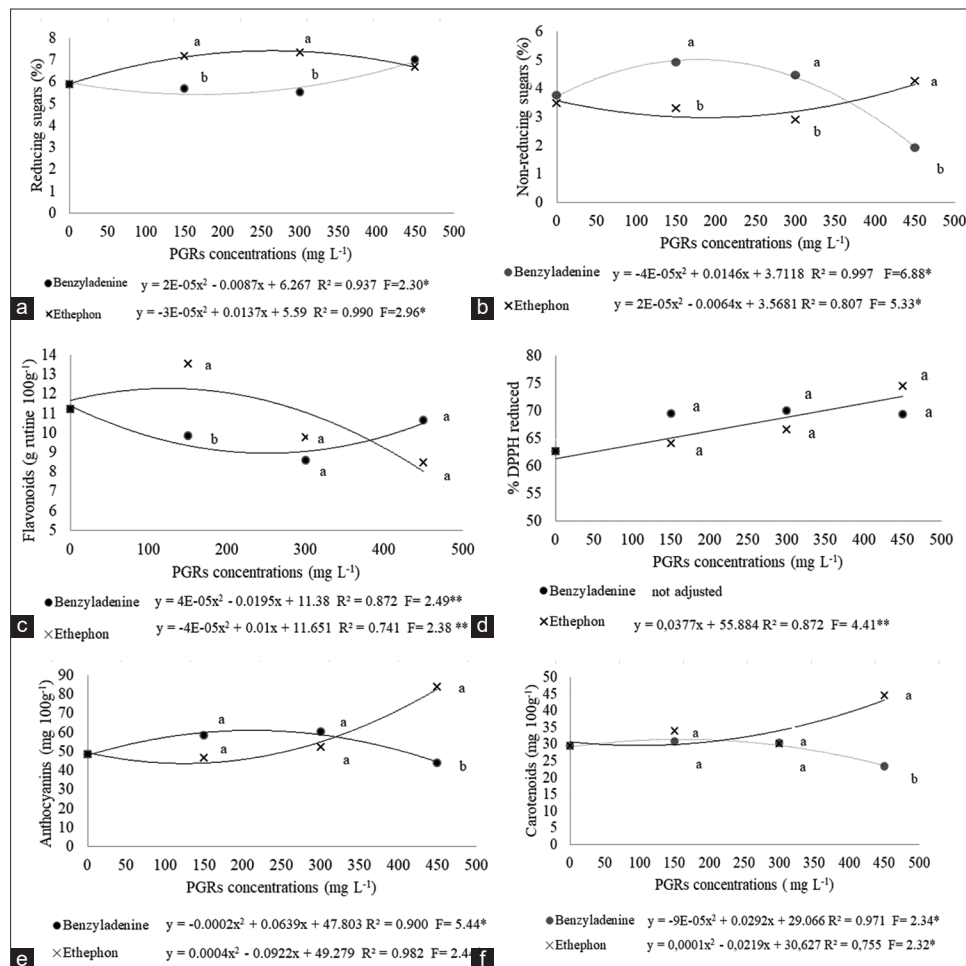 a
8
7
6
5
4
3
2
1
0
Reducing sugars (%)
a
a
b
b
0 50 100 150 200 250 300 350 400 450 500
PGRs concentrations (mg L-1)
Benzyladenine y = 2E-05x² - 0.0087x + 6.267 R² = 0.937 F=2.30*
Ethephon y = -3E-05x² + 0.0137x + 5.59 R² = 0.990 F=2.96*
b
6
5
4
3
2
1
0
Non-reducing sugars (%)
a
a
a
b
b
b
0 50 100 150 200 250 300 350 400 450 500
PGRs concentrations (mg L-1)
Benzyladenine y = -4E-05x² + 0.0146x + 3.7118 R² = 0.997 F=6.88*
Ethephon y = 2E-05x² - 0.0064x + 3.5681 R² = 0.807 F= 5.33*
c
14
13
12
11
10
9
8
7
6
5
Flavonoids (g rutine 100g-1)
a
b
a
a
a
a
0 100 200 300 400 500
PGRs concentrations (mg L-1)
Benzyladenine y = 4E-05x² - 0.0195x + 11.38 R² = 0.872 F= 2.49**
Ethephon y = -4E-05x² + 0.01x + 11.651 R² = 0.741 F= 2.38 **
d
80
75
70
65
60
55
50
% DPPH reduced
a
a
a
a
a
a
0 50 100 150 200 250 300 350 400 450 500
PGRs concentrations (mg L-1)
Benzyladenine not adjusted
Ethephon y = 0,0377x + 55.884 R² = 0.872 F= 4.41**
e
90
80
70
60
50
40
30
20
10
0
Anthocyanins (mg 100g-1)
a
a
a
a
a
b
0 50 100 150 200 250 300 350 400 450 500
PGRs concentrations (mg L-1)
Benzyladenine y = -0.0002x² + 0.0639x + 47.803 R² = 0.900 F= 5.44*
Ethephon y = 0.0004x² - 0.0922x + 49.279 R² = 0.982 F= 2.4
f
50
45
40
35
30
25
20
15
10
5
0
Carotenoids (mg 100g-1)
a
a
a
a
a
b
0 50 100 150 200 250 300 350 400 450 500
PGRs concentrations ( mg L-1)
Benzyladenine y = -9E-05x² + 0.0292x + 29.066 R² = 0.971 F= 2.34*
Ethephon y = 0,0001x² - 0,0219x + 30,627 R² = 0,755 F= 2.32*